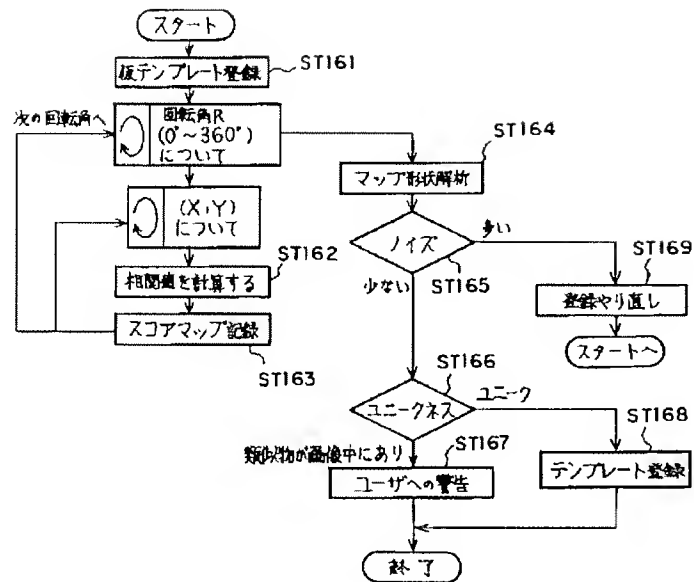 スタート
仮テンプレート登録
ST161
次の回転角へ
回転角R
(0°~360°)
について
(X,Y)
について
相関値を計算する
ST162
スコアマップ記録
ST163
ST164
マップ形状解析
ノイズ
多い
少ない
ST165
ST169
登録やり直し
スタートへ
ST166
ユニークネス
ユニーク
類似物が画像中にあり
ST167
ユーザへの警告
ST168
テンプレート登録
終了